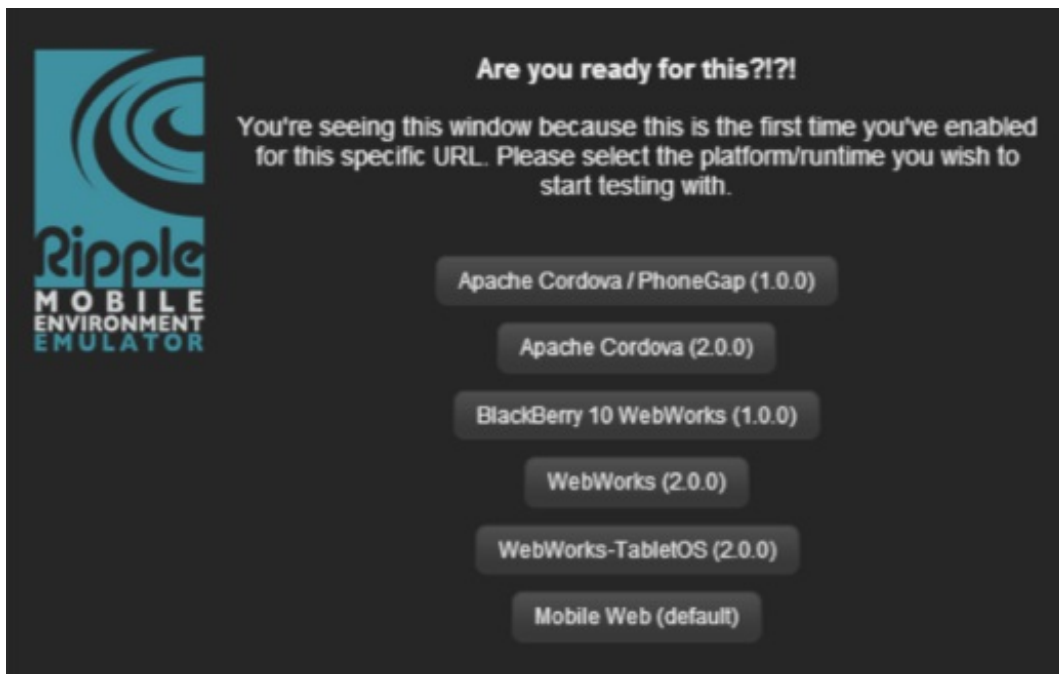 Are you ready for this?!?!
You're seeing this window because this is the first time you've enabled
for this specific URL. Please select the platform/runtime you wish to
start testing with.
Ripple
MOBILE
ENVIRONMENT
EMULATOR
Apache Cordova / PhoneGap (1.0.0)
Apache Cordova (2.0.0)
BlackBerry 10 WebWorks (1.0.0)
WebWorks (2.0.0)
WebWorks-TabletOS (2.0.0)
Mobile Web (default)